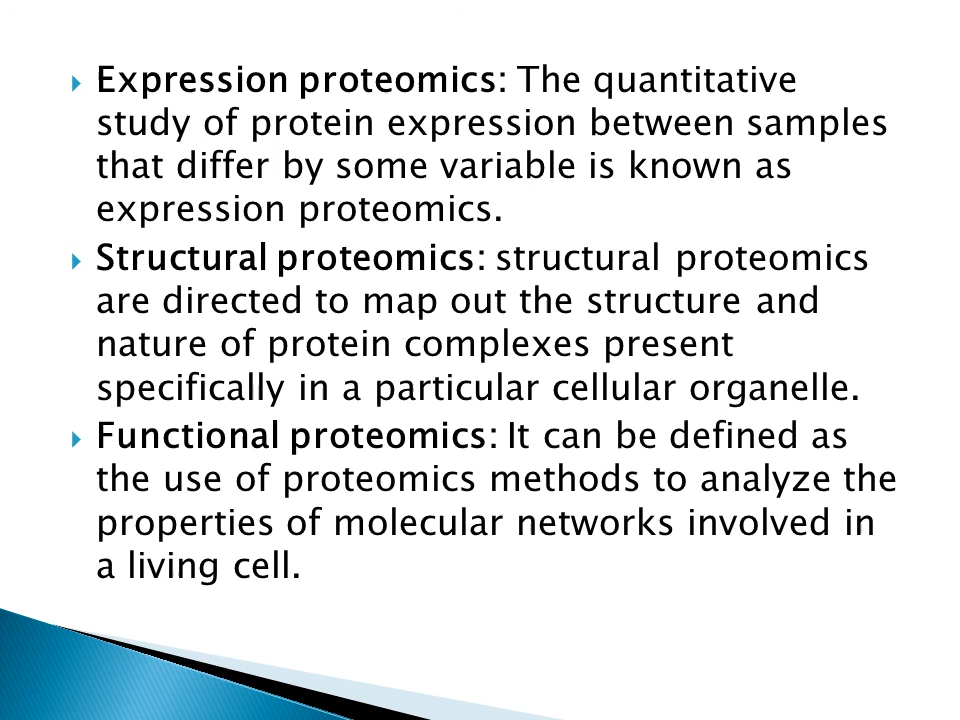 Expression proteomics: The quantitative
study of protein expression between samples
that differ by some variable is known as
expression proteomics.
Structural proteomics: structural proteomics
are directed to map out the structure and
nature of protein complexes present
specifically in a particular cellular organelle.
Functional proteomics: It can be defined as
the use of proteomics methods to analyze the
properties of molecular networks involved in
a living cell.